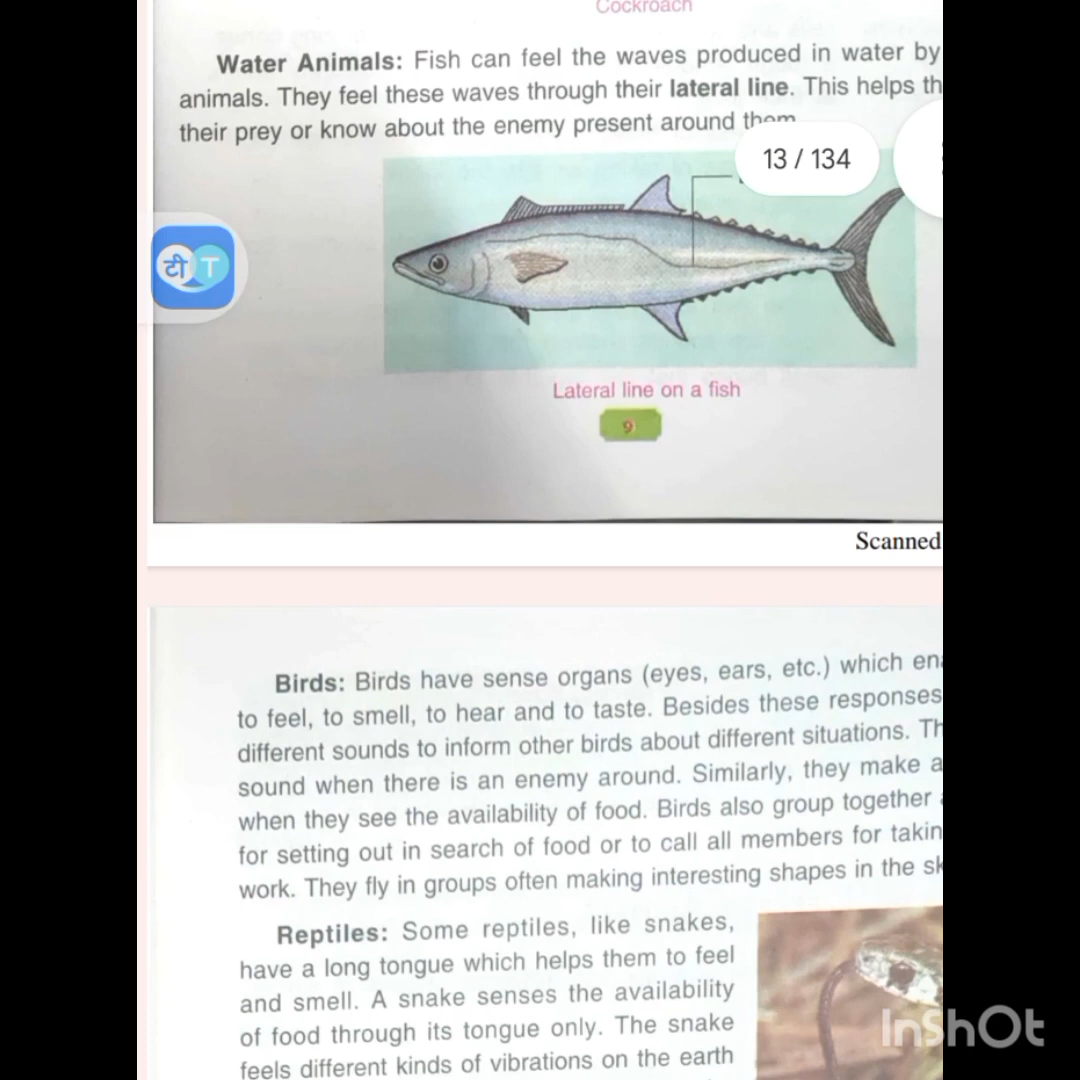 Cockroach
Water Animals: Fish can feel the waves produced in water by
animals. They feel these waves through their lateral line. This helps th
their prey or know about the enemy present around them
13 / 134
टी T
Lateral line on a fish
9
Scanned
Birds: Birds have sense organs (eyes, ears, etc.) which ena
to feel, to smell, to hear and to taste. Besides these responses
different sounds to inform other birds about different situations. Th
sound when there is an enemy around. Similarly, they make a
when they see the availability of food. Birds also group together
for setting out in search of food or to call all members for takin
work. They fly in groups often making interesting shapes in the sk
Reptiles: Some reptiles, like snakes,
have a long tongue which helps them to feel
and smell. A snake senses the availability
of food through its tongue only. The snake
feels different kinds of vibrations on the earth
InShOt